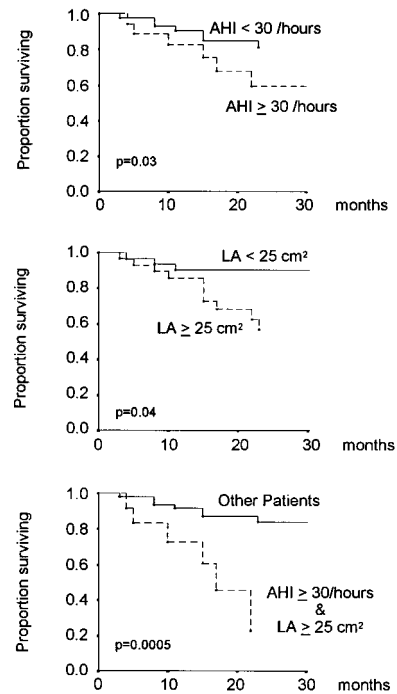 Proportion surviving
1.0
0.8
0.6
0.4
0.2
0.0
AHI < 30 /hours
AHI ≥ 30 /hours
p=0.03
0 10 20 30 months
Proportion surviving
1.0
0.8
0.6
0.4
0.2
0.0
LA < 25 cm²
LA ≥ 25 cm²
p=0.04
0 10 20 30 months
Proportion surviving
1.0
0.8
0.6
0.4
0.2
0.0
Other Patients
AHI ≥ 30/hours
&
LA ≥ 25 cm²
p=0.0005
0 10 20 30 months